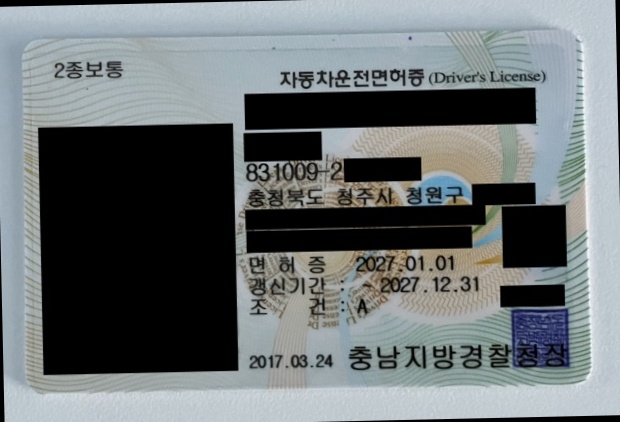 2종보통
자동차운전면허증 (Driver's License)
831009-2
충청북도 청주시 청원구
면 허 증 2027.01.01
갱신기간 : ~ 2027.12.31
조 건 : A
2017.03.24 충남지방경찰청장